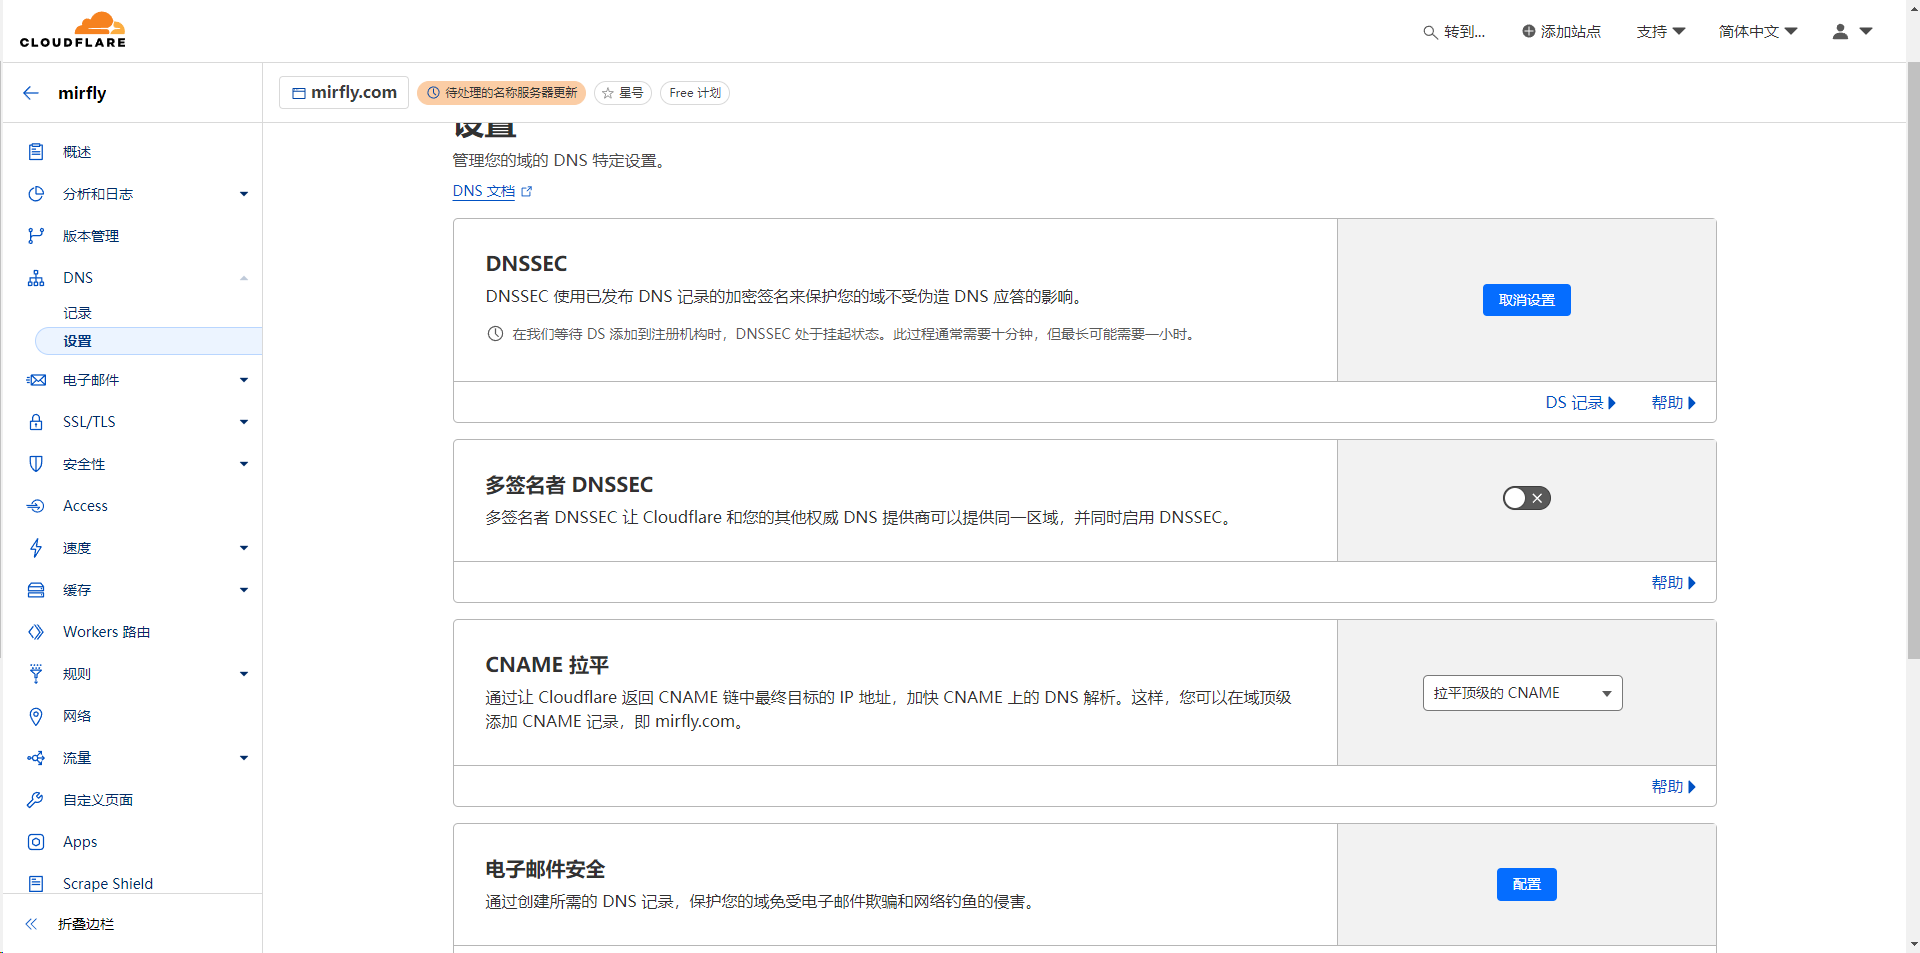 CLOUDFLARE
转到...
添加站点
支持
简体中文
mirfly
mirfly.com
待处理的名称服务器更新
星号
Free 计划
概述
分析和日志
版本管理
DNS
记录
设置
电子邮件
SSL/TLS
安全性
Access
速度
缓存
Workers 路由
规则
网络
流量
自定义页面
Apps
Scrape Shield
折叠边栏
设置
管理您的域的 DNS 特定设置。
DNS 文档
DNSSEC
DNSSEC 使用已发布 DNS 记录的加密签名来保护您的域不受伪造 DNS 应答的影响。
在我们等待 DS 添加到注册机构时，DNSSEC 处于挂起状态。此过程通常需要十分钟，但最长可能需要一小时。
取消设置
DS 记录
帮助
多签名者 DNSSEC
多签名者 DNSSEC 让 Cloudflare 和您的其他权威 DNS 提供商可以提供同一区域，并同时启用 DNSSEC。
帮助
CNAME 拉平
通过让 Cloudflare 返回 CNAME 链中最终目标的 IP 地址，加快 CNAME 上的 DNS 解析。这样，您可以在域顶级
添加 CNAME 记录，即 mirfly.com。
拉平顶级的 CNAME
帮助
电子邮件安全
通过创建所需的 DNS 记录，保护您的域免受电子邮件欺骗和网络钓鱼的侵害。
配置